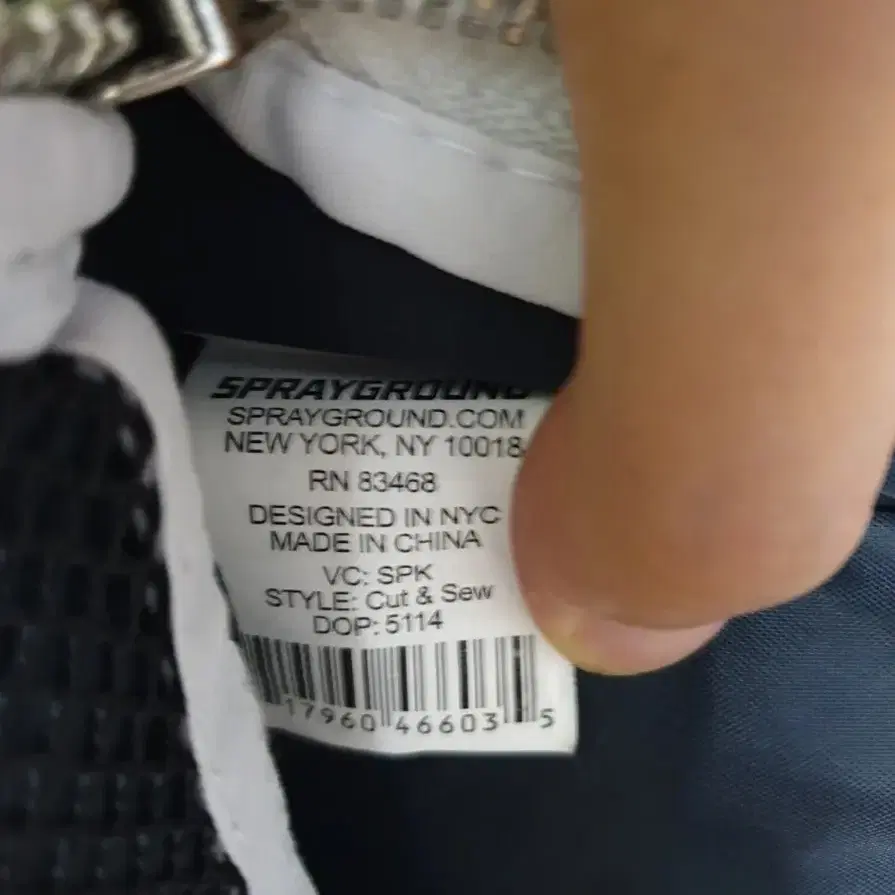 SPRAYGROUND
SPRAYGROUND.COM
NEW YORK, NY 10018
RN 83468
DESIGNED IN NYC
MADE IN CHINA
VC: SPK
STYLE: Cut & Sew
DOP: 5114
17960 46603 5